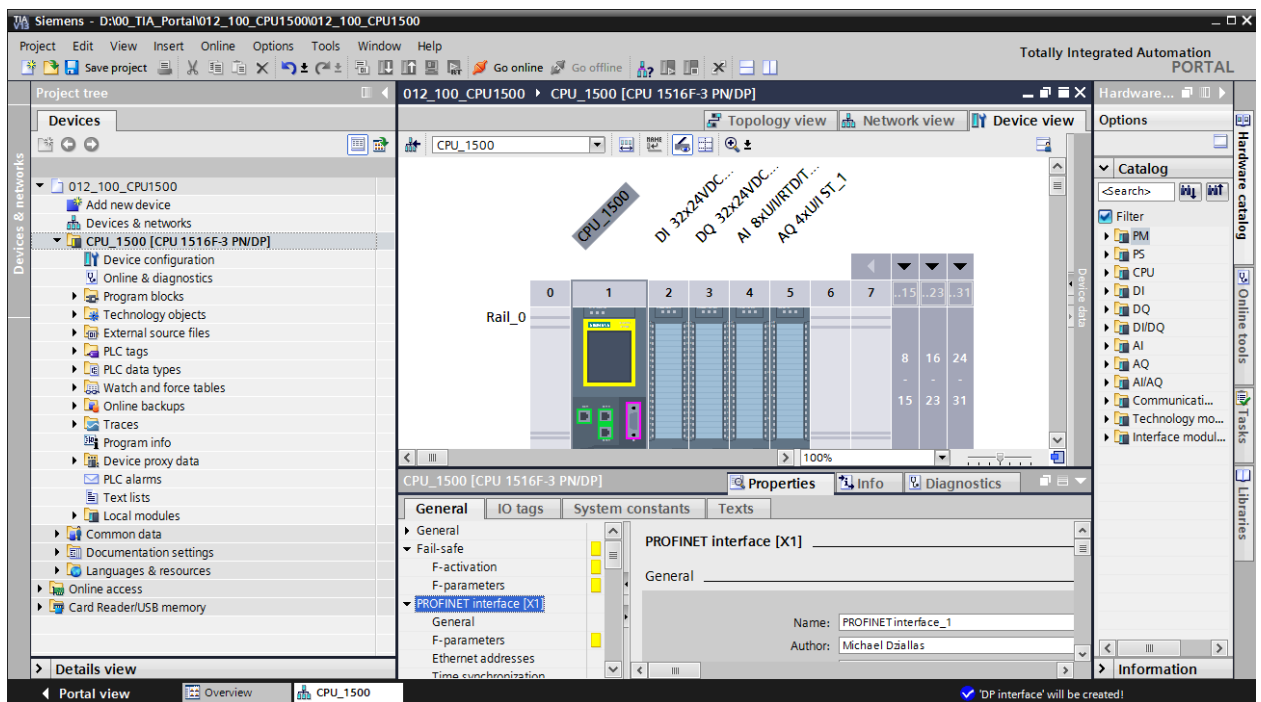 Siemens - D:\00_TIA_Portal\012_100_CPU1500\012_100_CPU1500
Project Edit View Insert Online Options Tools Window Help
Totally Integrated Automation
PORTAL
Save project Go online Go offline
Project tree
Devices
Devices & networks
012_100_CPU1500
Add new device
Devices & networks
CPU_1500 [CPU 1516F-3 PN/DP]
Device configuration
Online & diagnostics
Program blocks
Technology objects
External source files
PLC tags
PLC data types
Watch and force tables
Online backups
Traces
Program info
Device proxy data
PLC alarms
Text lists
Local modules
Common data
Documentation settings
Languages & resources
Online access
Card Reader/USB memory
Details view
012_100_CPU1500 CPU_1500 [CPU 1516F-3 PN/DP]
Topology view Network view Device view
CPU_1500
CPU_1500
DI 32x24VDC...
DQ 32x24VDC...
AI 8xU/I/RTD/T...
AQ 4xU/I ST_1
0 1 2 3 4 5 6 7 ..15 ..23 ..31
Rail_0
8 16 24
- - -
15 23 31
Device data
100%
CPU_1500 [CPU 1516F-3 PN/DP]
Properties Info Diagnostics
General IO tags System constants Texts
General
Fail-safe
F-activation
F-parameters
PROFINET interface [X1]
General
F-parameters
Ethernet addresses
Time synchronization
PROFINET interface [X1]
General
Name: PROFINET interface_1
Author: Michael Dziallas
Hardware...
Options
Catalog
<Search>
Filter
PM
PS
CPU
DI
DQ
DI/DQ
AI
AQ
AI/AQ
Communicati...
Technology mo...
Interface modul...
Information
Hardware catalog
Online tools
Tasks
Libraries
Portal view Overview CPU_1500
'DP interface' will be created!